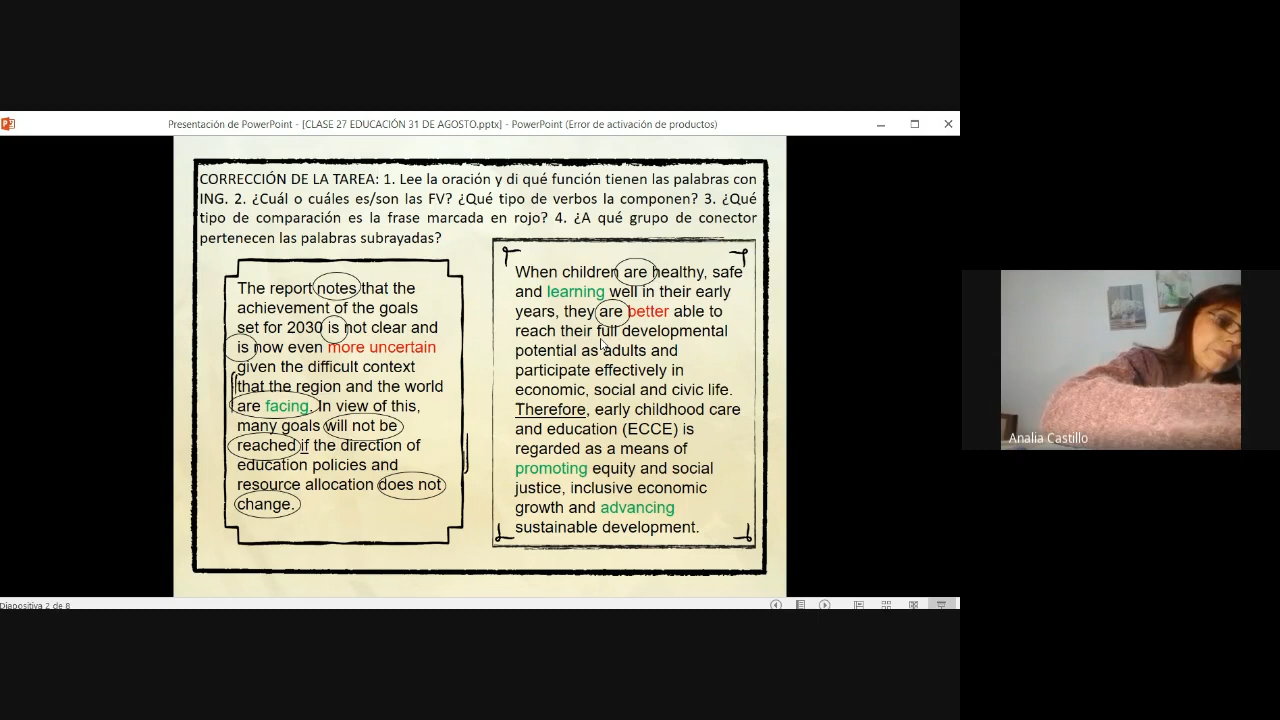 Presentación de PowerPoint - [CLASE 27 EDUCACIÓN 31 DE AGOSTO.pptx] - PowerPoint (Error de activación de productos)
CORRECCIÓN DE LA TAREA: 1. Lee la oración y di qué función tienen las palabras con
ING. 2. ¿Cuál o cuáles es/son las FV? ¿Qué tipo de verbos la componen? 3. ¿Qué
tipo de comparación es la frase marcada en rojo? 4. ¿A qué grupo de conector
pertenecen las palabras subrayadas?
The report notes that the
achievement of the goals
set for 2030 is not clear and
is now even more uncertain
given the difficult context
that the region and the world
are facing. In view of this,
many goals will not be
reached if the direction of
education policies and
resource allocation does not
change.
When children are healthy, safe
and learning well in their early
years, they are better able to
reach their full developmental
potential as adults and
participate effectively in
economic, social and civic life.
Therefore, early childhood care
and education (ECCE) is
regarded as a means of
promoting equity and social
justice, inclusive economic
growth and advancing
sustainable development.
Diapositiva 2 de 8
Analia Castillo